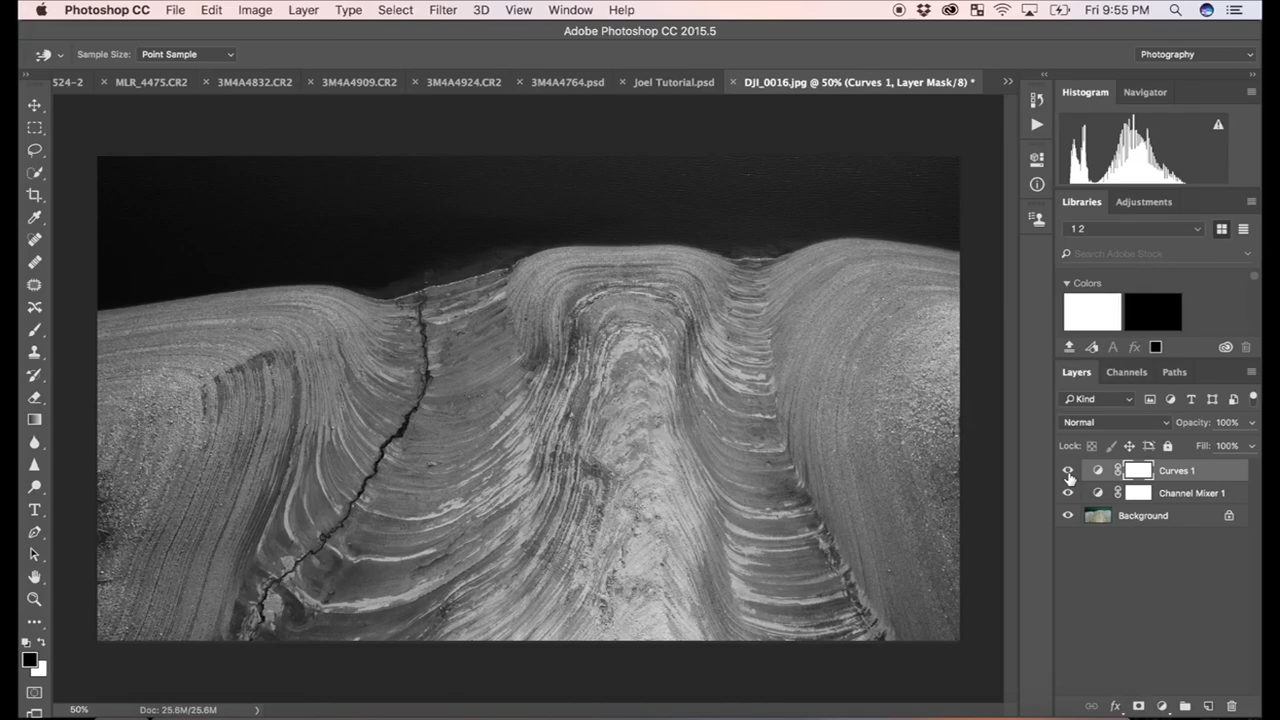 Photoshop CC File Edit Image Layer Type Select Filter 3D View Window Help Fri 9:55 PM
Adobe Photoshop CC 2015.5
Sample Size: Point Sample Photography
524-2 MLR_4475.CR2 3M4A4832.CR2 3M4A4909.CR2 3M4A4924.CR2 3M4A4764.psd Joel Tutorial.psd DJI_0016.jpg @ 50% (Curves 1, Layer Mask/8) *
Histogram Navigator
Libraries Adjustments
1 2
Search Adobe Stock
Colors
Layers Channels Paths
Kind
Normal Opacity: 100%
Lock: Fill: 100%
Curves 1
Channel Mixer 1
Background
50% Doc: 25.6M/25.6M